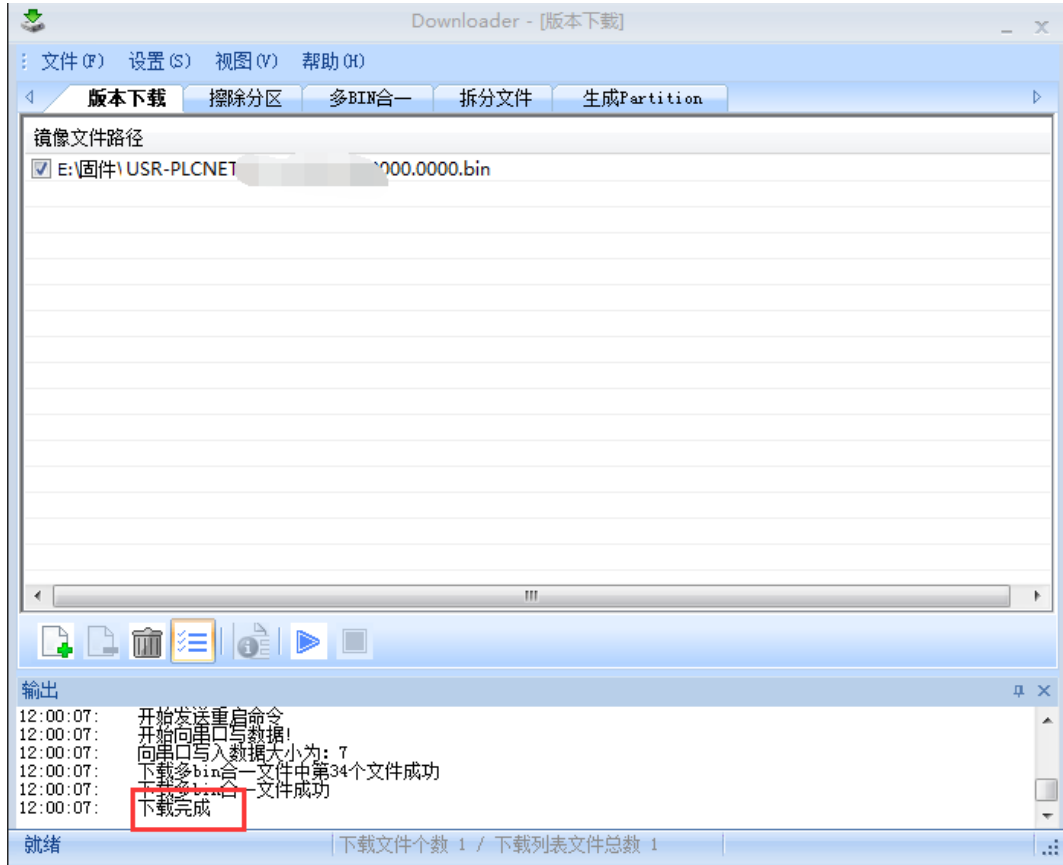 Downloader - [版本下载]
文件(F) 设置(S) 视图(V) 帮助(H)
版本下载 擦除分区 多BIN合一 拆分文件 生成Partition
镜像文件路径
E:\固件\ USR-PLCNET 000.0000.bin
输出
12:00:07: 开始发送重启命令
12:00:07: 开始向串口写数据!
12:00:07: 向串口写入数据大小为: 7
12:00:07: 下载多bin合一文件中第34个文件成功
12:00:07: 下载多bin合一文件成功
12:00:07: 下载完成
就绪 下载文件个数 1 / 下载列表文件总数 1